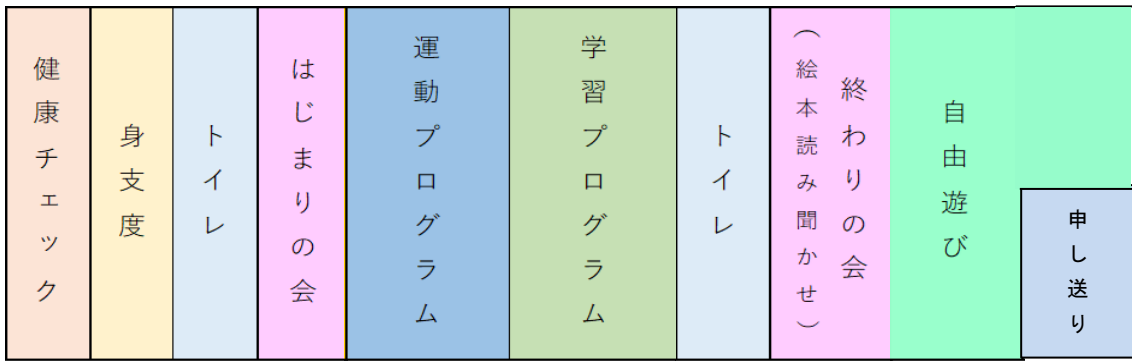 健康チェック
身支度
トイレ
はじまりの会
運動プログラム
学習プログラム
トイレ
終わりの会
（絵本読み聞かせ）
自由遊び
申し送り